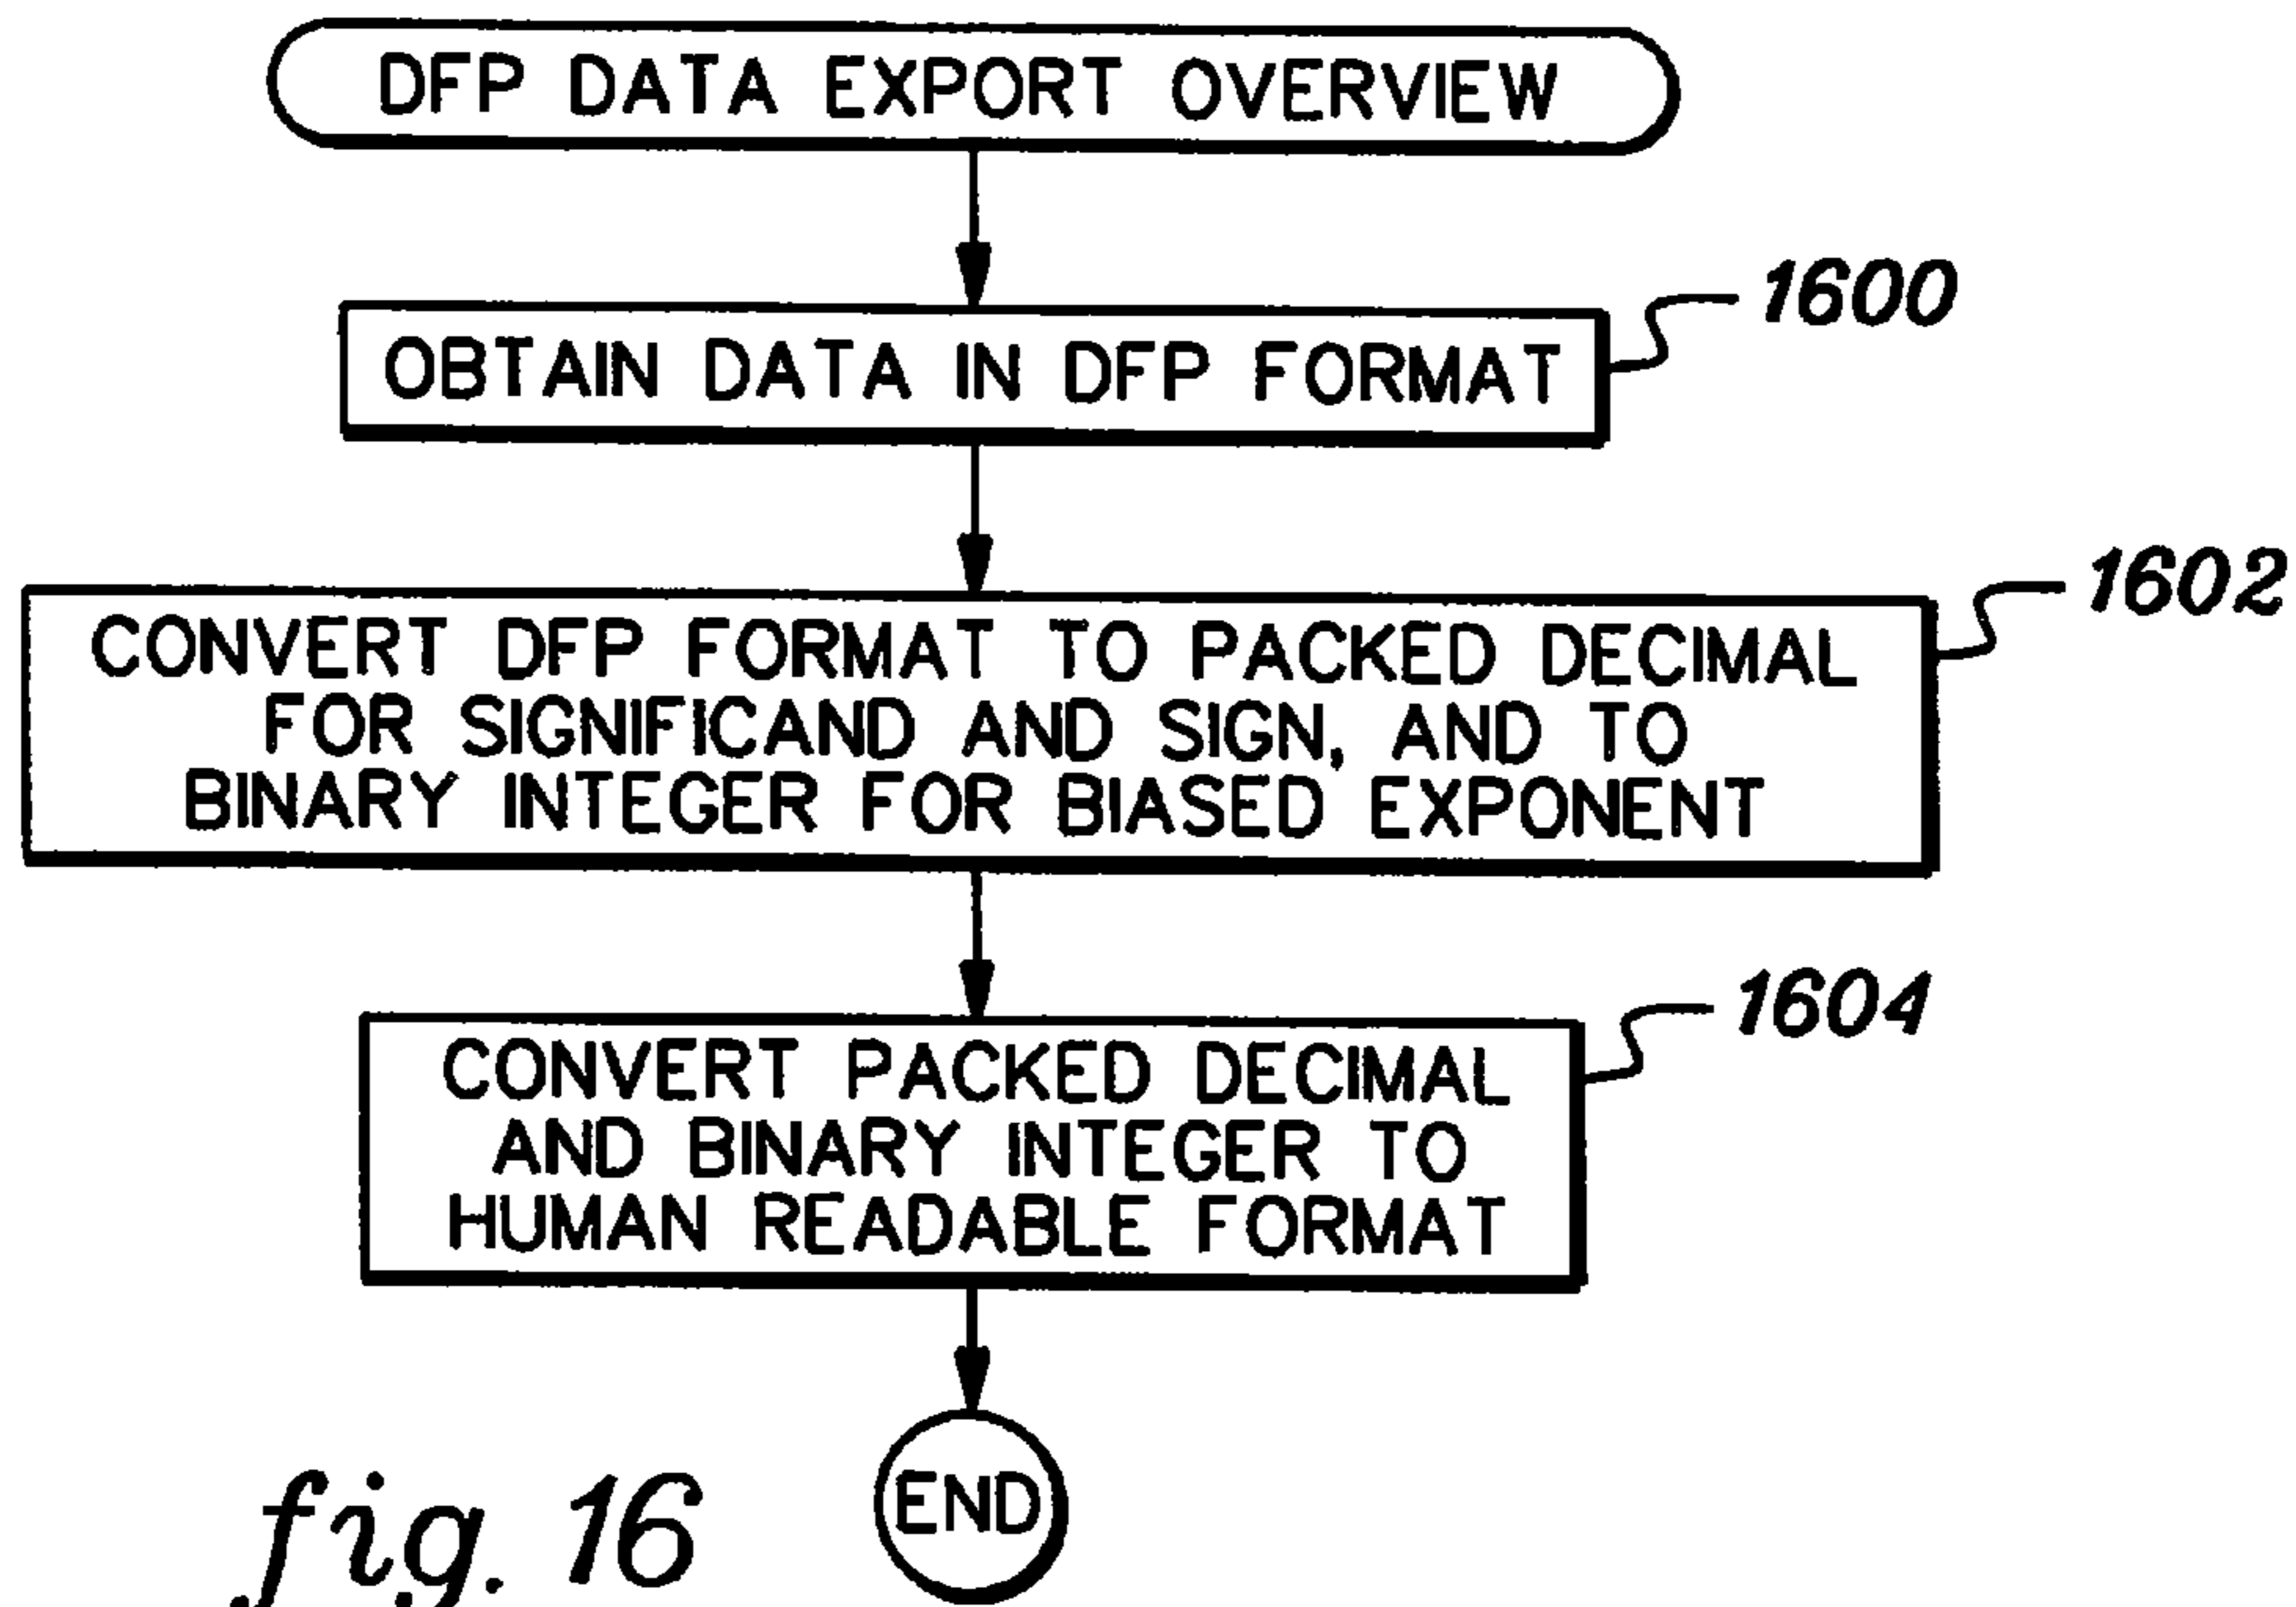 DFP DATA EXPORT OVERVIEW
1600
OBTAIN DATA IN DFP FORMAT
1602
CONVERT DFP FORMAT TO PACKED DECIMAL
FOR SIGNIFICAND AND SIGN, AND TO
BINARY INTEGER FOR BIASED EXPONENT
1604
CONVERT PACKED DECIMAL
AND BINARY INTEGER TO
HUMAN READABLE FORMAT
END
fig. 16